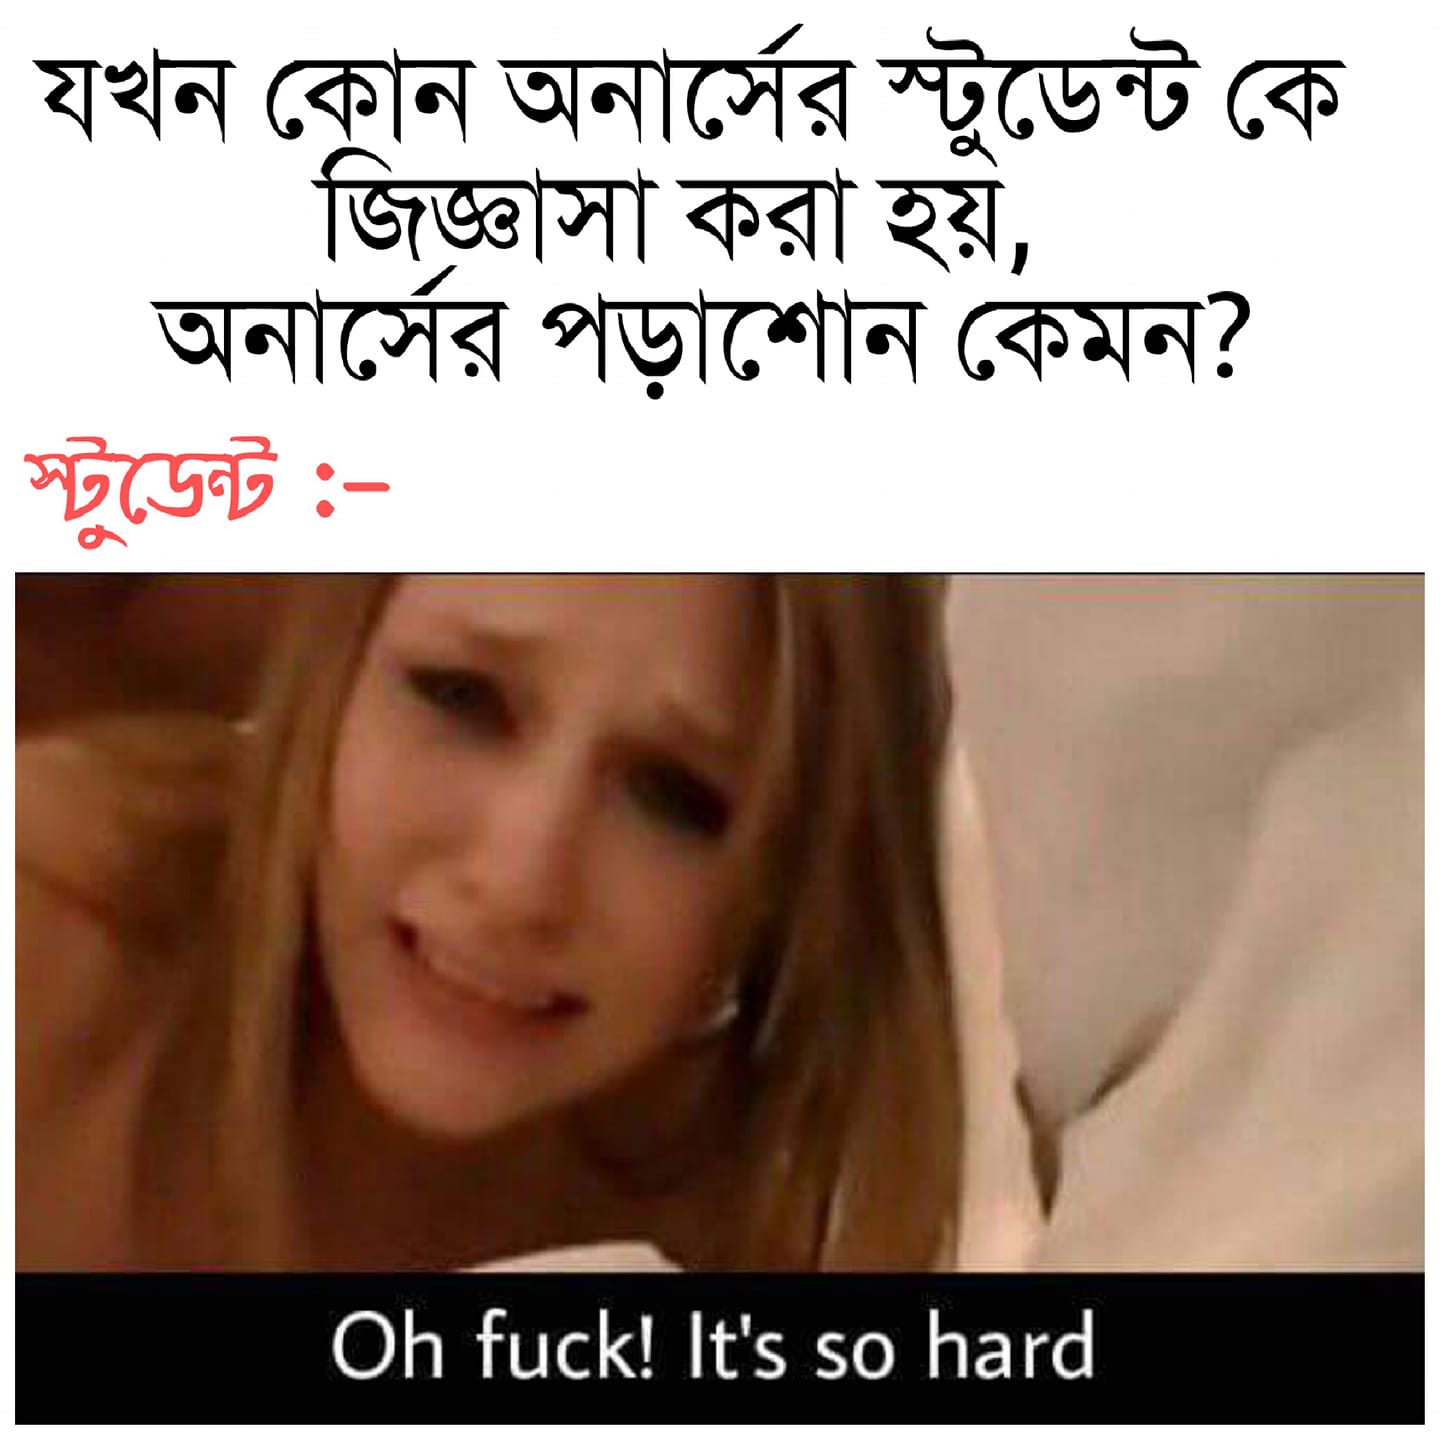 যখন কোন অনার্সের স্টুডেন্ট কে
জিজ্ঞাসা করা হয়,
অনার্সের পড়াশোন কেমন?
স্টুডেন্ট :-
Oh fuck! It's so hard